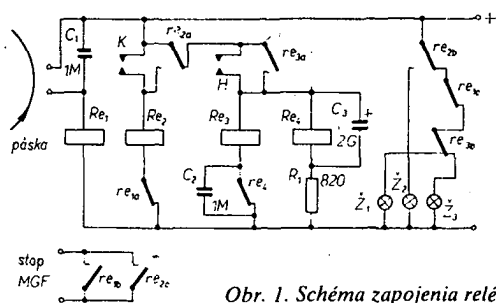 +
C1
K
re2a
re3a
re2b
1M
H
re1c
C3
+
Re1
Re2
Re3
Re4
2G
re3b
páska
re1a
C2
1M
re4
R1
820
Ž1
Ž2
Ž3
stop
MGF
re1b
re2c
Obr. 1. Schéma zapojenia relé